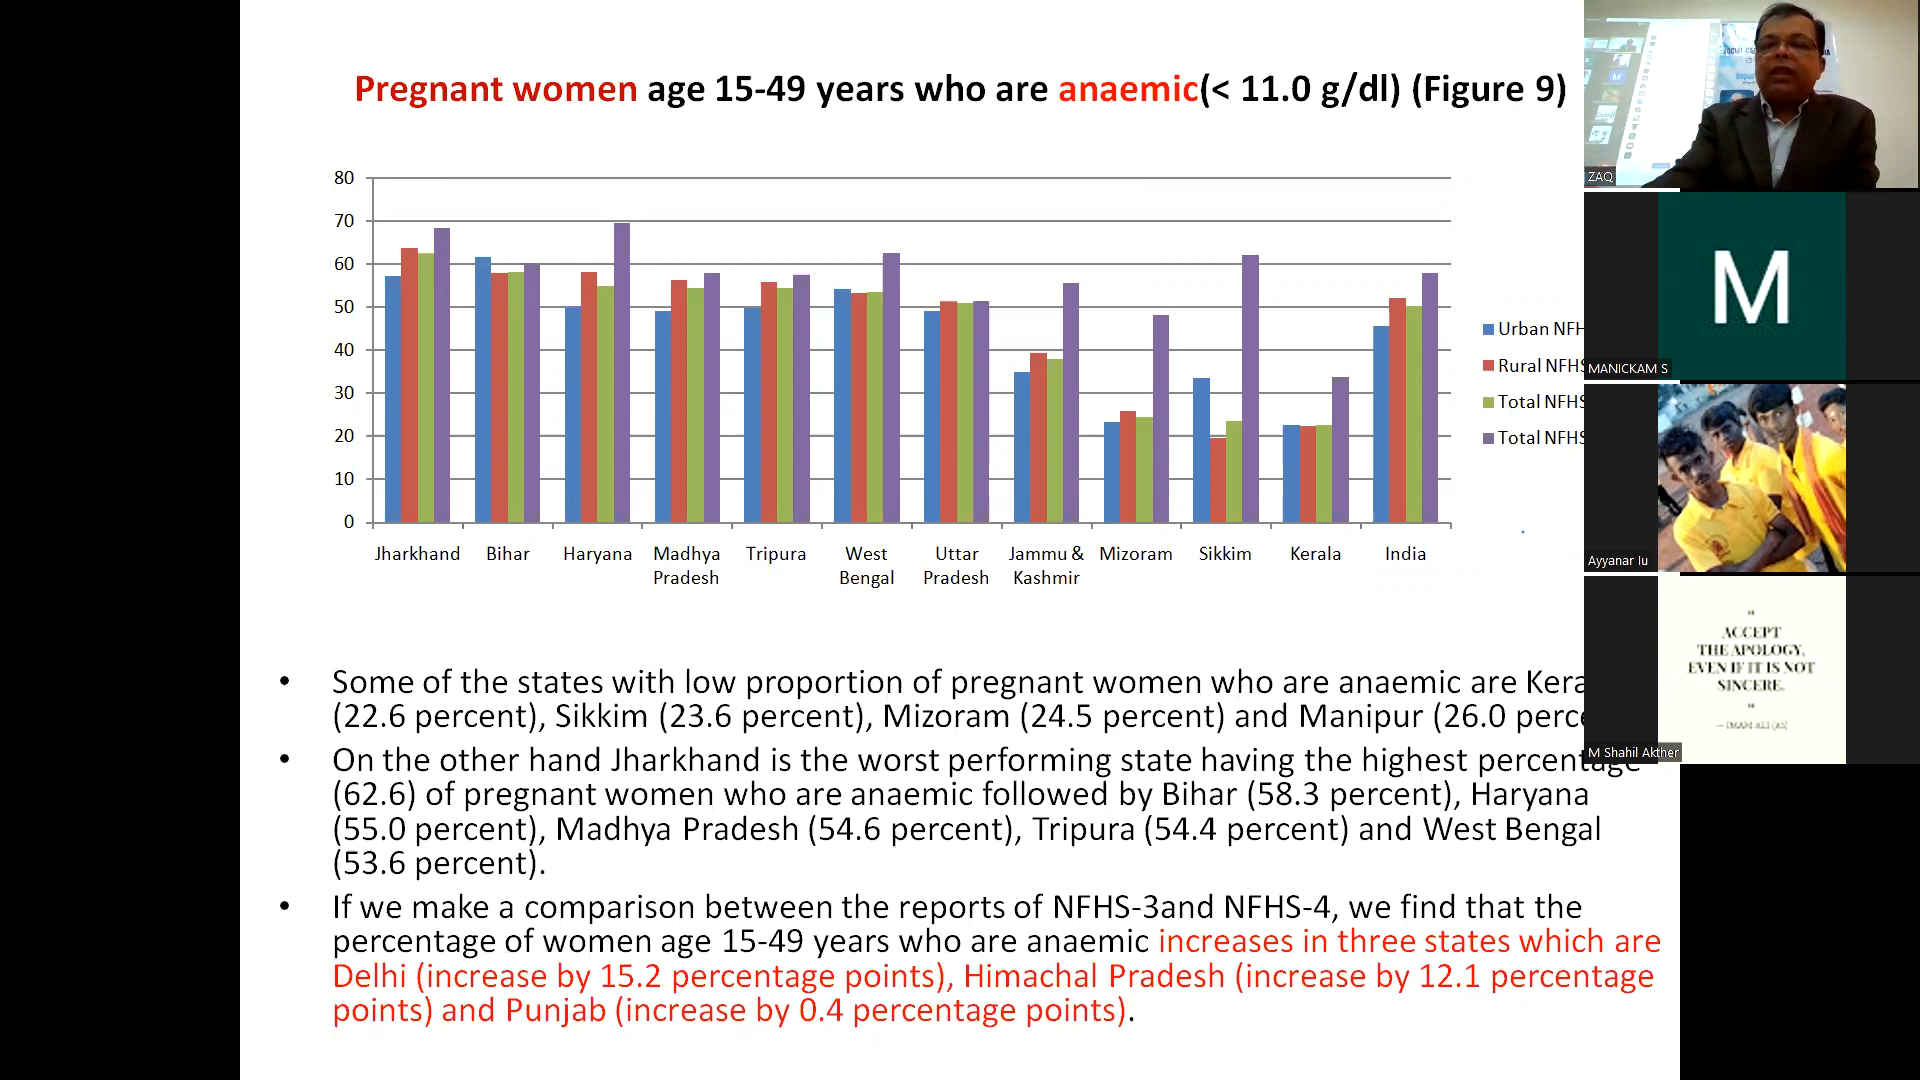 Pregnant women age 15-49 years who are anaemic(< 11.0 g/dl) (Figure 9)
80
70
60
50
40
30
20
10
0
Jharkhand
Bihar
Haryana
Madhya
Pradesh
Tripura
West
Bengal
Uttar
Pradesh
Jammu &
Kashmir
Mizoram
Sikkim
Kerala
India
Urban NFH
Rural NFHS
Total NFHS
Total NFHS
• Some of the states with low proportion of pregnant women who are anaemic are Kera
(22.6 percent), Sikkim (23.6 percent), Mizoram (24.5 percent) and Manipur (26.0 perce
• On the other hand Jharkhand is the worst performing state having the highest percentage
(62.6) of pregnant women who are anaemic followed by Bihar (58.3 percent), Haryana
(55.0 percent), Madhya Pradesh (54.6 percent), Tripura (54.4 percent) and West Bengal
(53.6 percent).
• If we make a comparison between the reports of NFHS-3and NFHS-4, we find that the
percentage of women age 15-49 years who are anaemic increases in three states which are
Delhi (increase by 15.2 percentage points), Himachal Pradesh (increase by 12.1 percentage
points) and Punjab (increase by 0.4 percentage points).
ZAQ
M
MANICKAM S
Ayyanar Iu
"
ACCEPT
THE APOLOGY,
EVEN IF IT IS NOT
SINCERE.
"
— IMAM ALI (AS)
M Shahil Akther